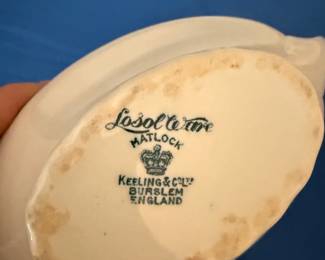 Losol Ware
MATLOCK
KEELING & CO LTD
BURSLEM
ENGLAND